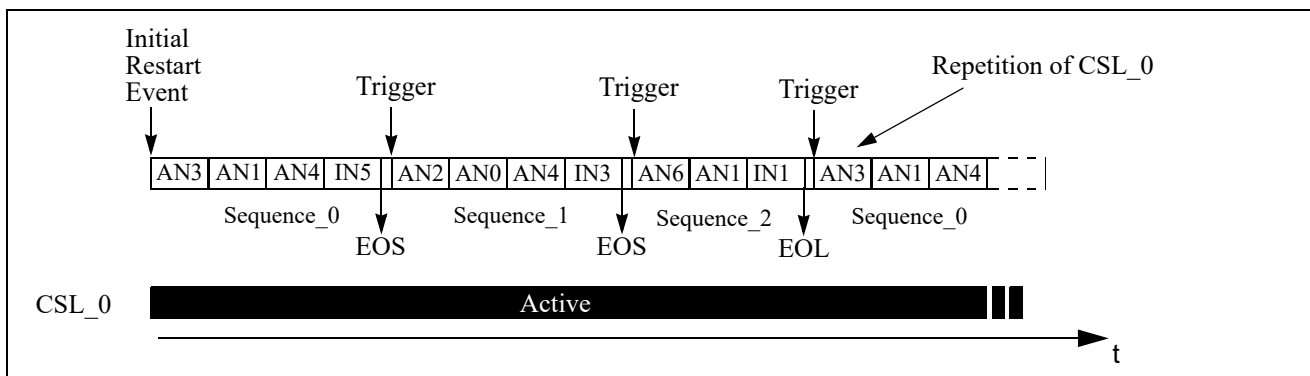 Initial
Restart
Event
Trigger
Trigger
Trigger
Repetition of CSL_0
AN3 AN1 AN4 IN5 AN2 AN0 AN4 IN3 AN6 AN1 IN1 AN3 AN1 AN4
Sequence_0 Sequence_1 Sequence_2 Sequence_0
EOS EOS EOL
CSL_0 Active
t